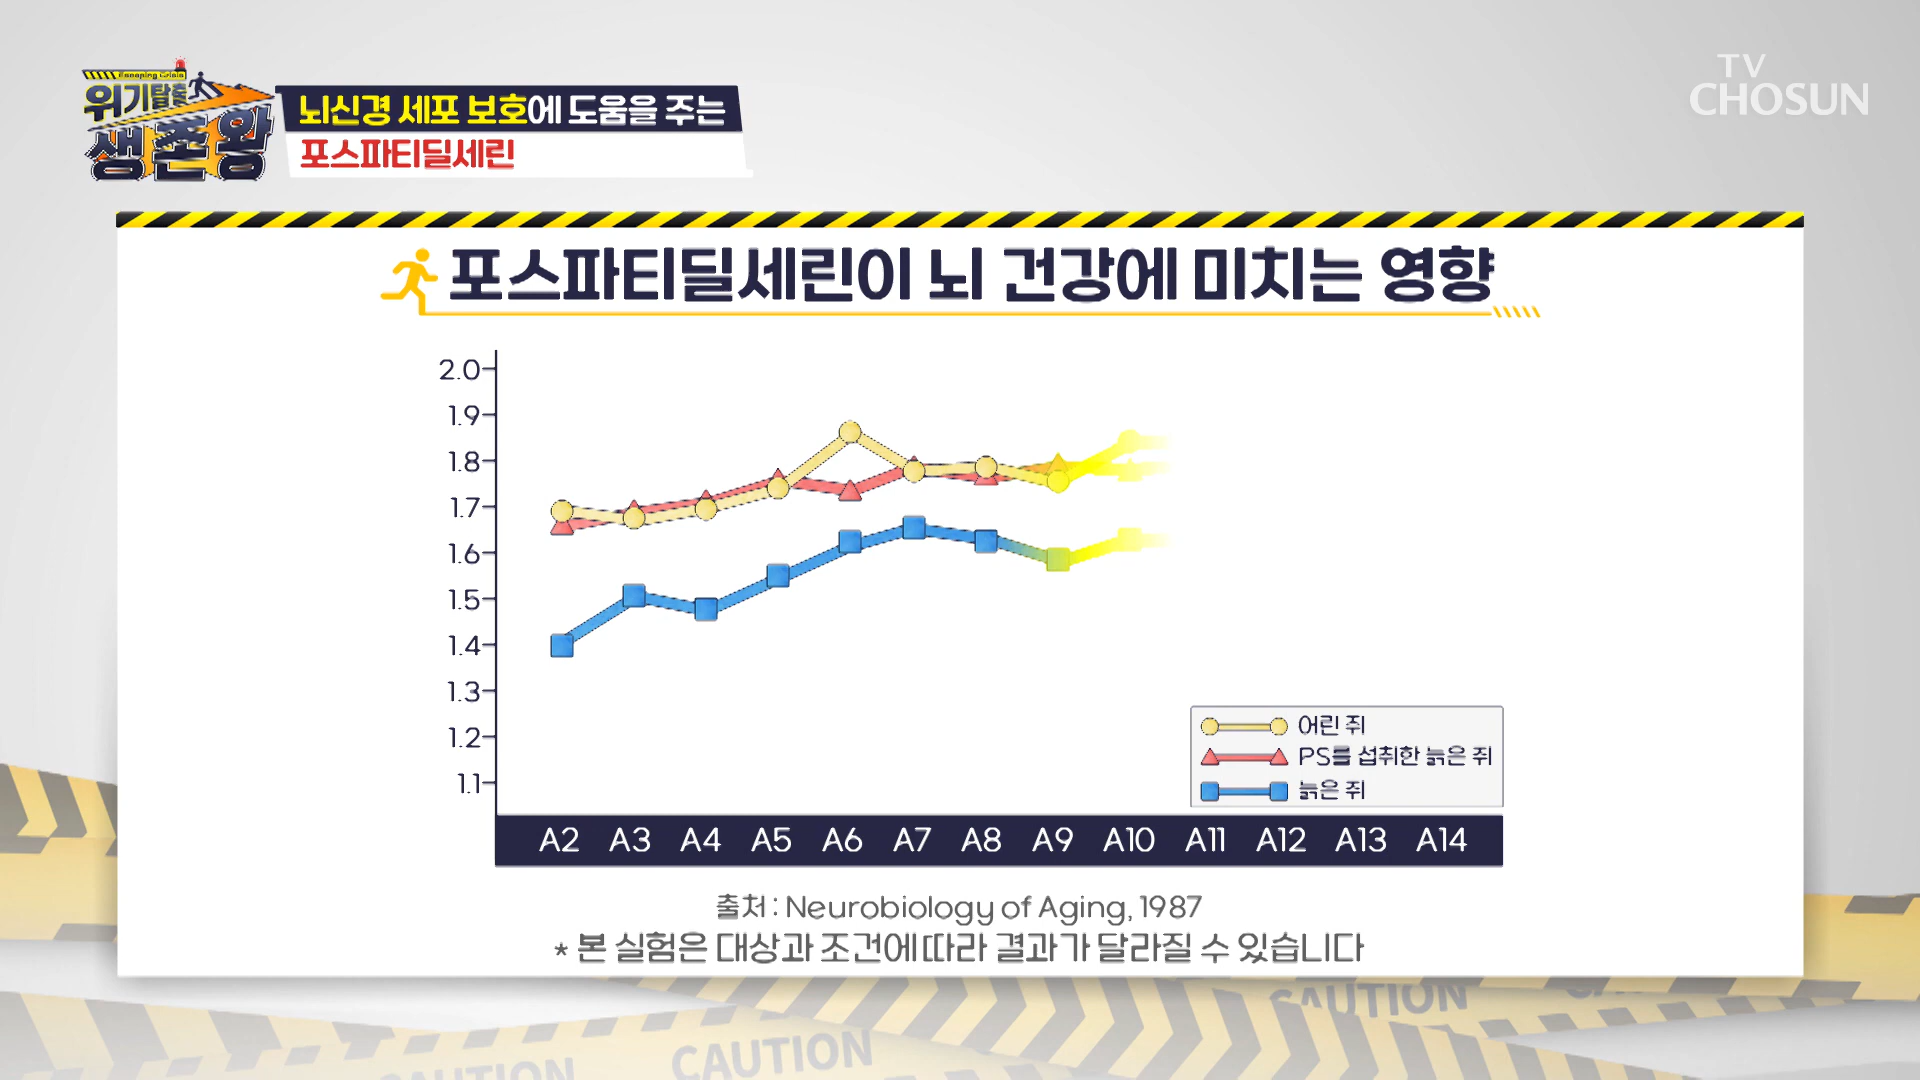 Escaping Crisis
위기탈출
생존왕
뇌신경 세포 보호에 도움을 주는
포스파티딜세린
TV
CHOSUN
포스파티딜세린이 뇌 건강에 미치는 영향
2.0
1.9
1.8
1.7
1.6
1.5
1.4
1.3
1.2
1.1
어린 쥐
PS를 섭취한 늙은 쥐
늙은 쥐
A2 A3 A4 A5 A6 A7 A8 A9 A10 A11 A12 A13 A14
출처 : Neurobiology of Aging, 1987
* 본 실험은 대상과 조건에 따라 결과가 달라질 수 있습니다
CAUTION
CAUTION
CAUTION